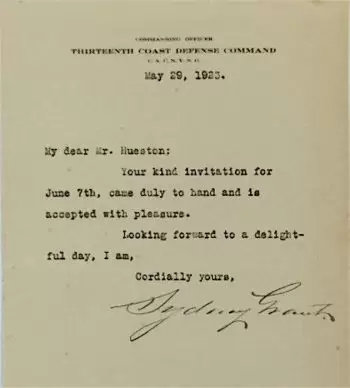 COMMANDING OFFICER
THIRTEENTH COAST DEFENSE COMMAND
C. A. C. N. Y. N. G.
May 29, 1923.
My dear Mr. Hueston:
Your kind invitation for
June 7th, came duly to hand and is
accepted with pleasure.
Looking forward to a delight-
ful day, I am,
Cordially yours,
Sydney Grant.